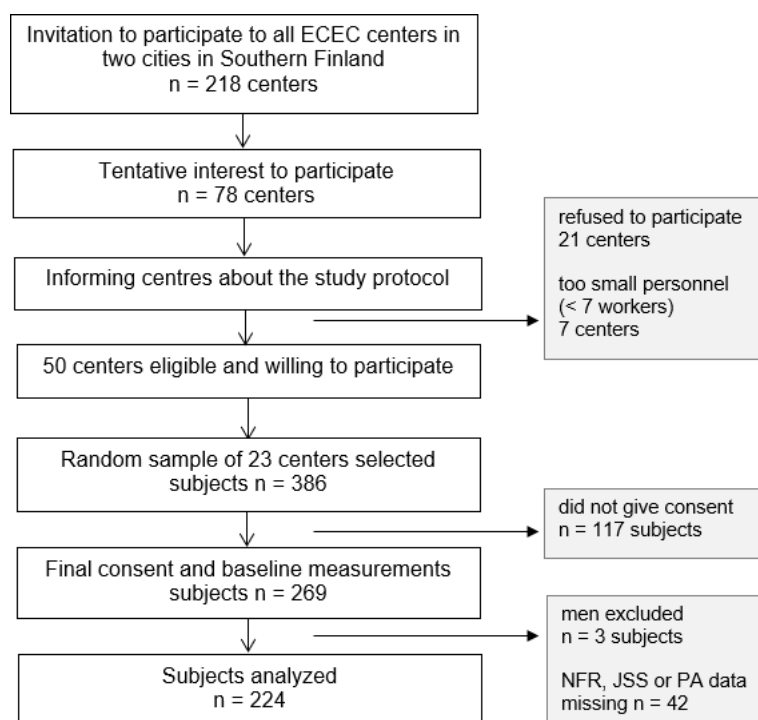 Invitation to participate to all ECEC centers in
two cities in Southern Finland
n = 218 centers
Tentative interest to participate
n = 78 centers
refused to participate
21 centers
too small personnel
(< 7 workers)
7 centers
Informing centres about the study protocol
50 centers eligible and willing to participate
Random sample of 23 centers selected
subjects n = 386
did not give consent
n = 117 subjects
Final consent and baseline measurements
subjects n = 269
men excluded
n = 3 subjects
NFR, JSS or PA data
missing n = 42
Subjects analyzed
n = 224